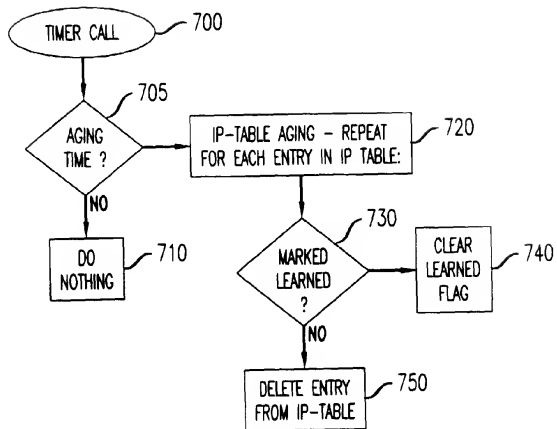 TIMER CALL
700
705
AGING
TIME ?
NO
DO
NOTHING
710
IP-TABLE AGING - REPEAT
FOR EACH ENTRY IN IP TABLE:
720
730
MARKED
LEARNED
?
NO
CLEAR
LEARNED
FLAG
740
DELETE ENTRY
FROM IP-TABLE
750